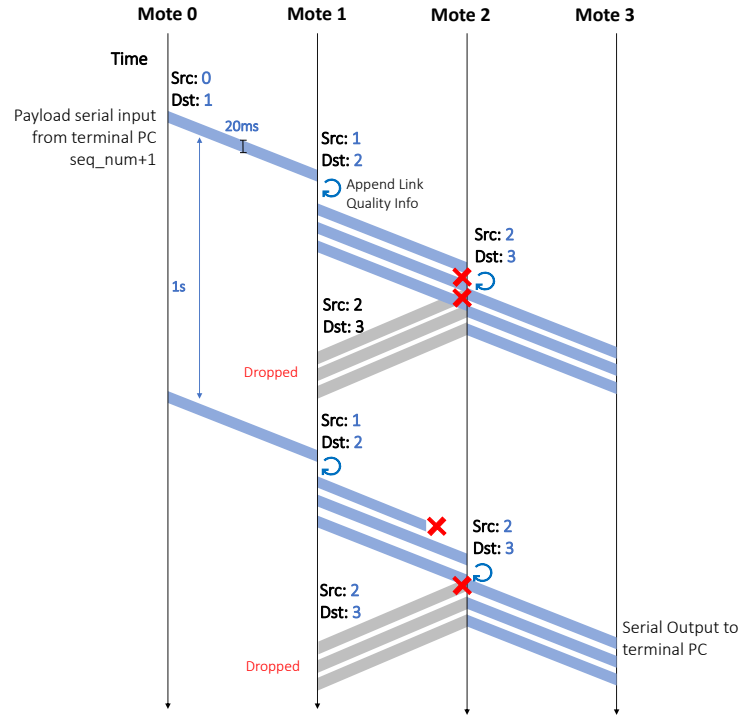 Mote 0
Mote 1
Mote 2
Mote 3
Time
Src: 0
Dst: 1
Payload serial input
from terminal PC
seq_num+1
20ms
Src: 1
Dst: 2
Append Link
Quality Info
Src: 2
Dst: 3
1s
Src: 2
Dst: 3
Dropped
Src: 1
Dst: 2
Src: 2
Dst: 3
Src: 2
Dst: 3
Serial Output to
terminal PC
Dropped